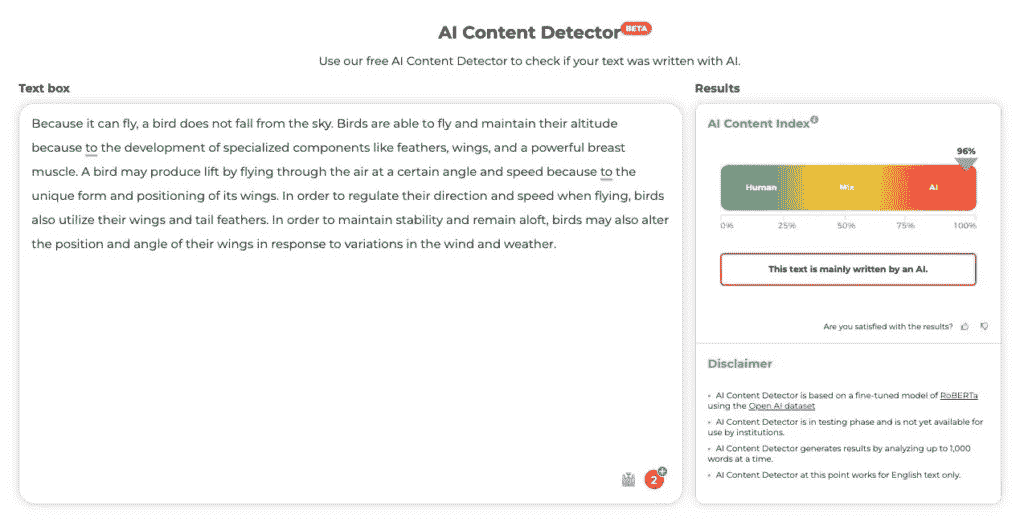 AI Content Detector BETA
Use our free AI Content Detector to check if your text was written with AI.
Text box
Because it can fly, a bird does not fall from the sky. Birds are able to fly and maintain their altitude
because to the development of specialized components like feathers, wings, and a powerful breast
muscle. A bird may produce lift by flying through the air at a certain angle and speed because to the
unique form and positioning of its wings. In order to regulate their direction and speed when flying, birds
also utilize their wings and tail feathers. In order to maintain stability and remain aloft, birds may also alter
the position and angle of their wings in response to variations in the wind and weather.
2
Results
AI Content Index
96%
Human Mix AI
0% 25% 50% 75% 100%
This text is mainly written by an AI.
Are you satisfied with the results?
Disclaimer
• AI Content Detector is based on a fine-tuned model of RoBERTa
using the Open AI dataset
• AI Content Detector is in testing phase and is not yet available for
use by institutions.
• AI Content Detector generates results by analyzing up to 1,000
words at a time.
• AI Content Detector at this point works for English text only.